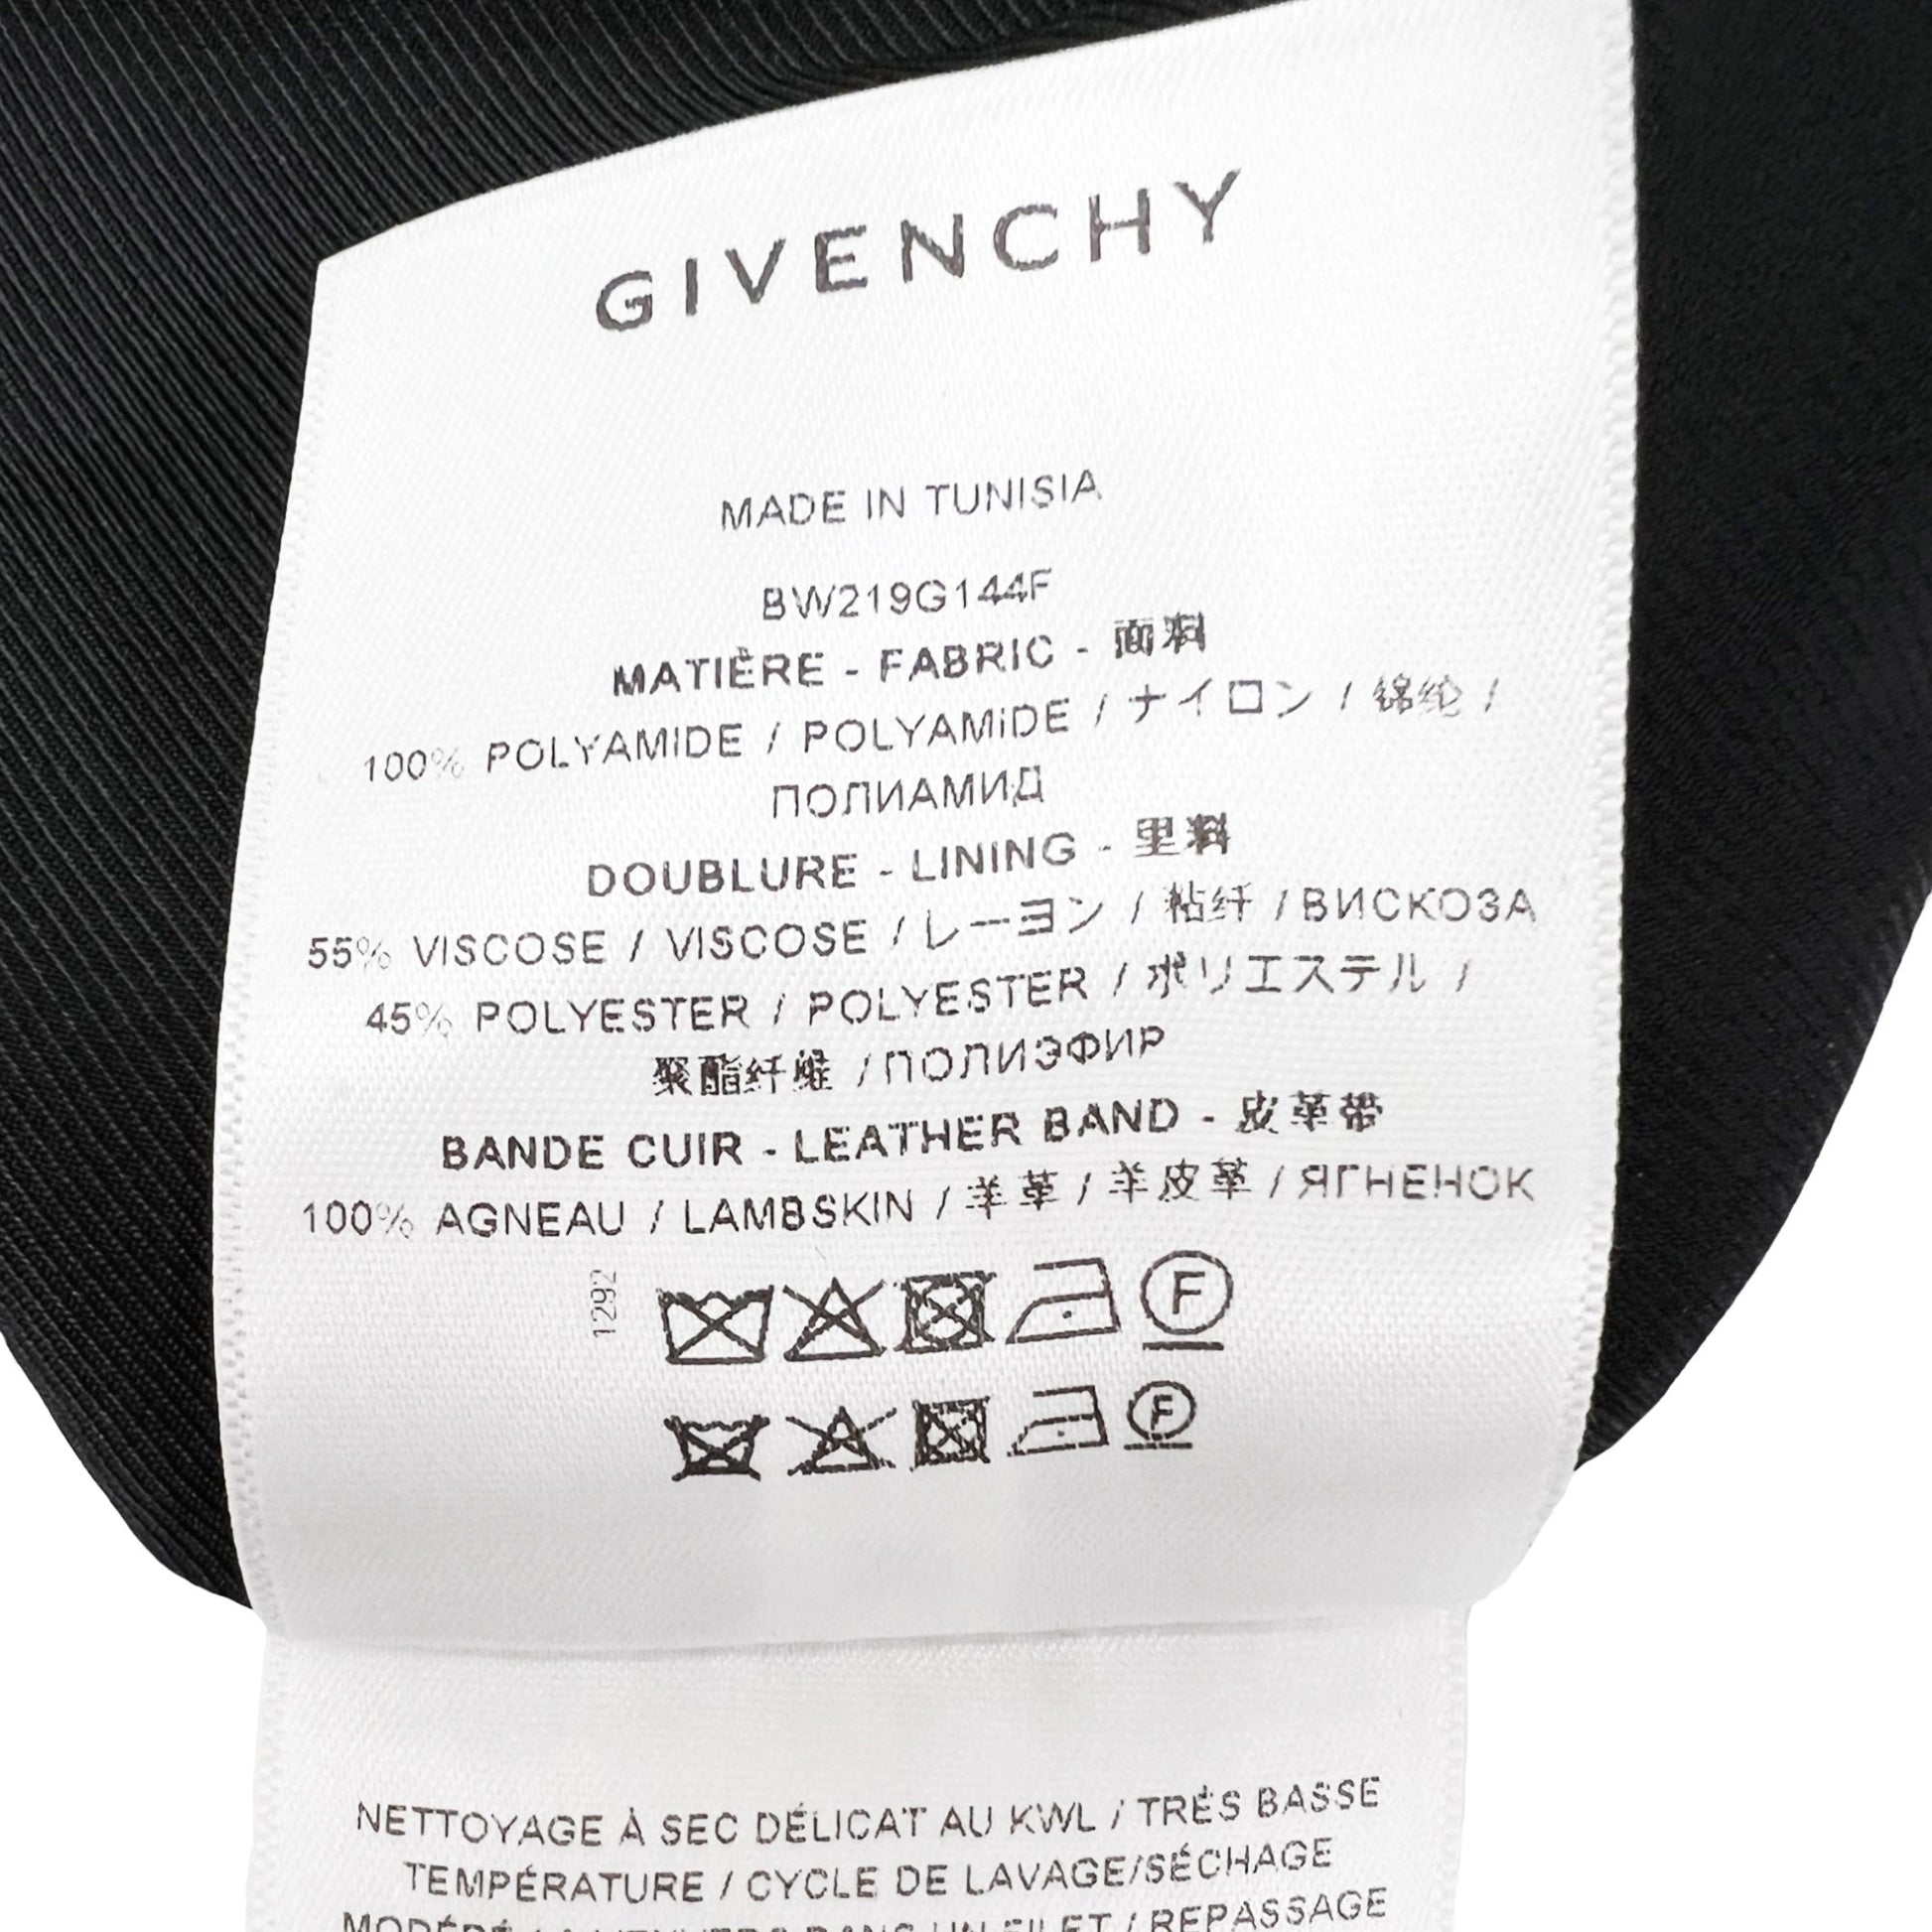 GIVENCHY
MADE IN TUNISIA
BW219G144F
MATIÈRE - FABRIC - 面料
100% POLYAMIDE / POLYAMiDE / ナイロン / 锦纶 /
ПОЛИАМИД
DOUBLURE - LINING - 里料
55% VISCOSE / VISCOSE / レーヨン / 粘纤 / ВИСКОЗА
45% POLYESTER / POLYESTER / ポリエステル /
聚酯纤维 / ПОЛИЭФИР
BANDE CUIR - LEATHER BAND - 皮革带
100% AGNEAU / LAMBSKIN / 羊革 / 羊皮革 / ЯГНЕНОК
1292
F
F
NETTOYAGE À SEC DÉLICAT AU KWL / TRÉS BASSE
TEMPÉRATURE / CYCLE DE LAVAGE/SÉCHAGE
MODÉRÉ / REPASSAGE